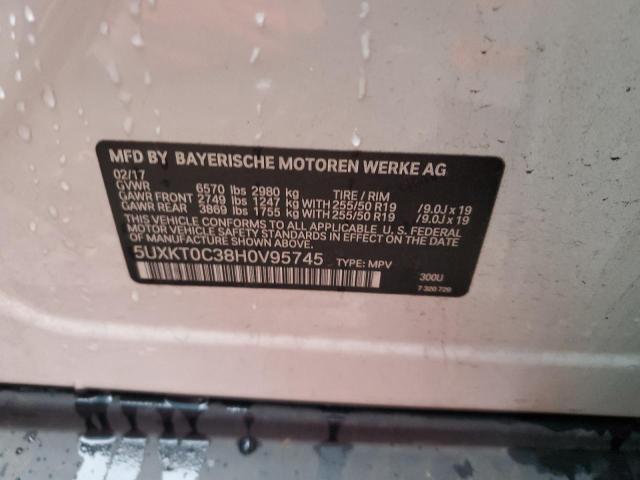 MFD BY BAYERISCHE MOTOREN WERKE AG
02/17
GVWR 6570 lbs 2980 kg TIRE / RIM
GAWR FRONT 2749 lbs 1247 kg WITH 255/50 R19 /9.0J x 19
GAWR REAR 3869 lbs 1755 kg WITH 255/50 R19 /9.0J x 19
THIS VEHICLE CONFORMS TO ALL APPLICABLE U.S. FEDERAL
MOTOR VEHICLE SAFETY STANDARDS IN EFFECT ON THE
DATE OF MANUFACTURE SHOWN ABOVE.
5UXKT0C38H0V95745 TYPE: MPV
300U
7 320 729